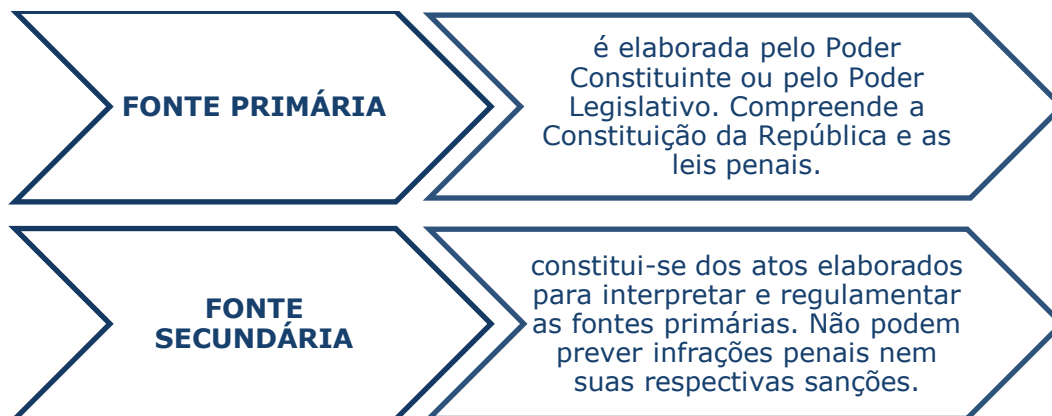 FONTE PRIMÁRIA
é elaborada pelo Poder
Constituinte ou pelo Poder
Legislativo. Compreende a
Constituição da República e as
leis penais.
FONTE
SECUNDÁRIA
constitui-se dos atos elaborados
para interpretar e regulamentar
as fontes primárias. Não podem
prever infrações penais nem
suas respectivas sanções.